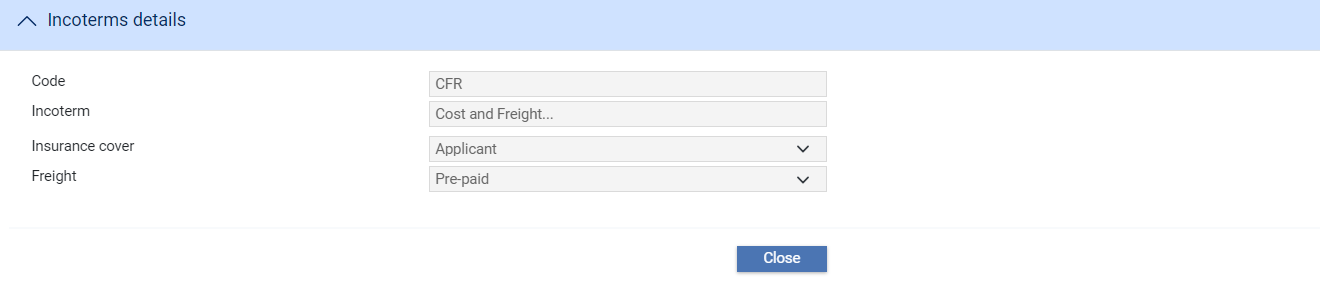 Incoterms details
Code
CFR
Incoterm
Cost and Freight...
Insurance cover
Applicant
Freight
Pre-paid
Close